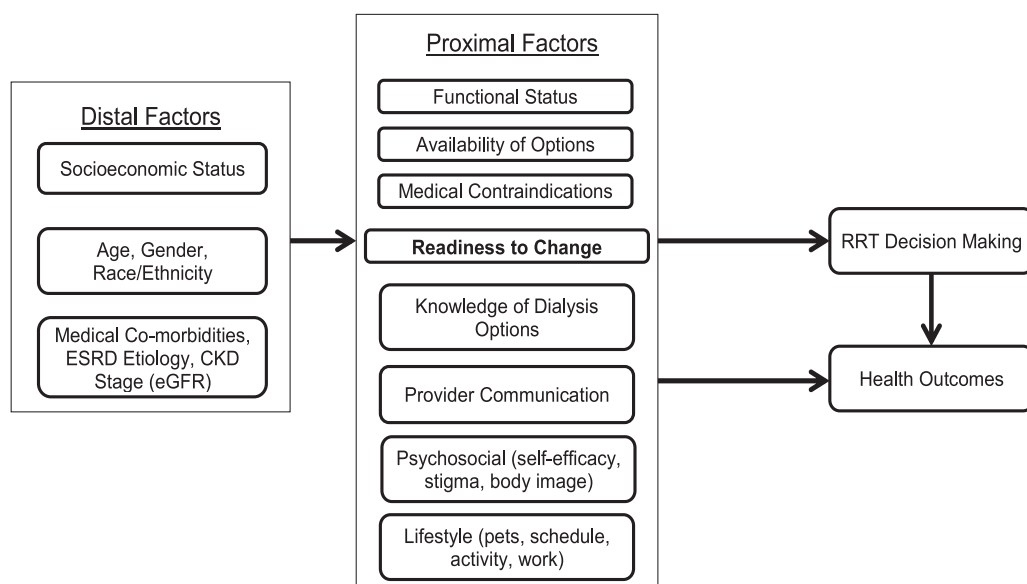 Distal Factors
Socioeconomic Status
Age, Gender,
Race/Ethnicity
Medical Co-morbidities,
ESRD Etiology, CKD
Stage (eGFR)
Proximal Factors
Functional Status
Availability of Options
Medical Contraindications
Readiness to Change
Knowledge of Dialysis
Options
Provider Communication
Psychosocial (self-efficacy,
stigma, body image)
Lifestyle (pets, schedule,
activity, work)
RRT Decision Making
Health Outcomes